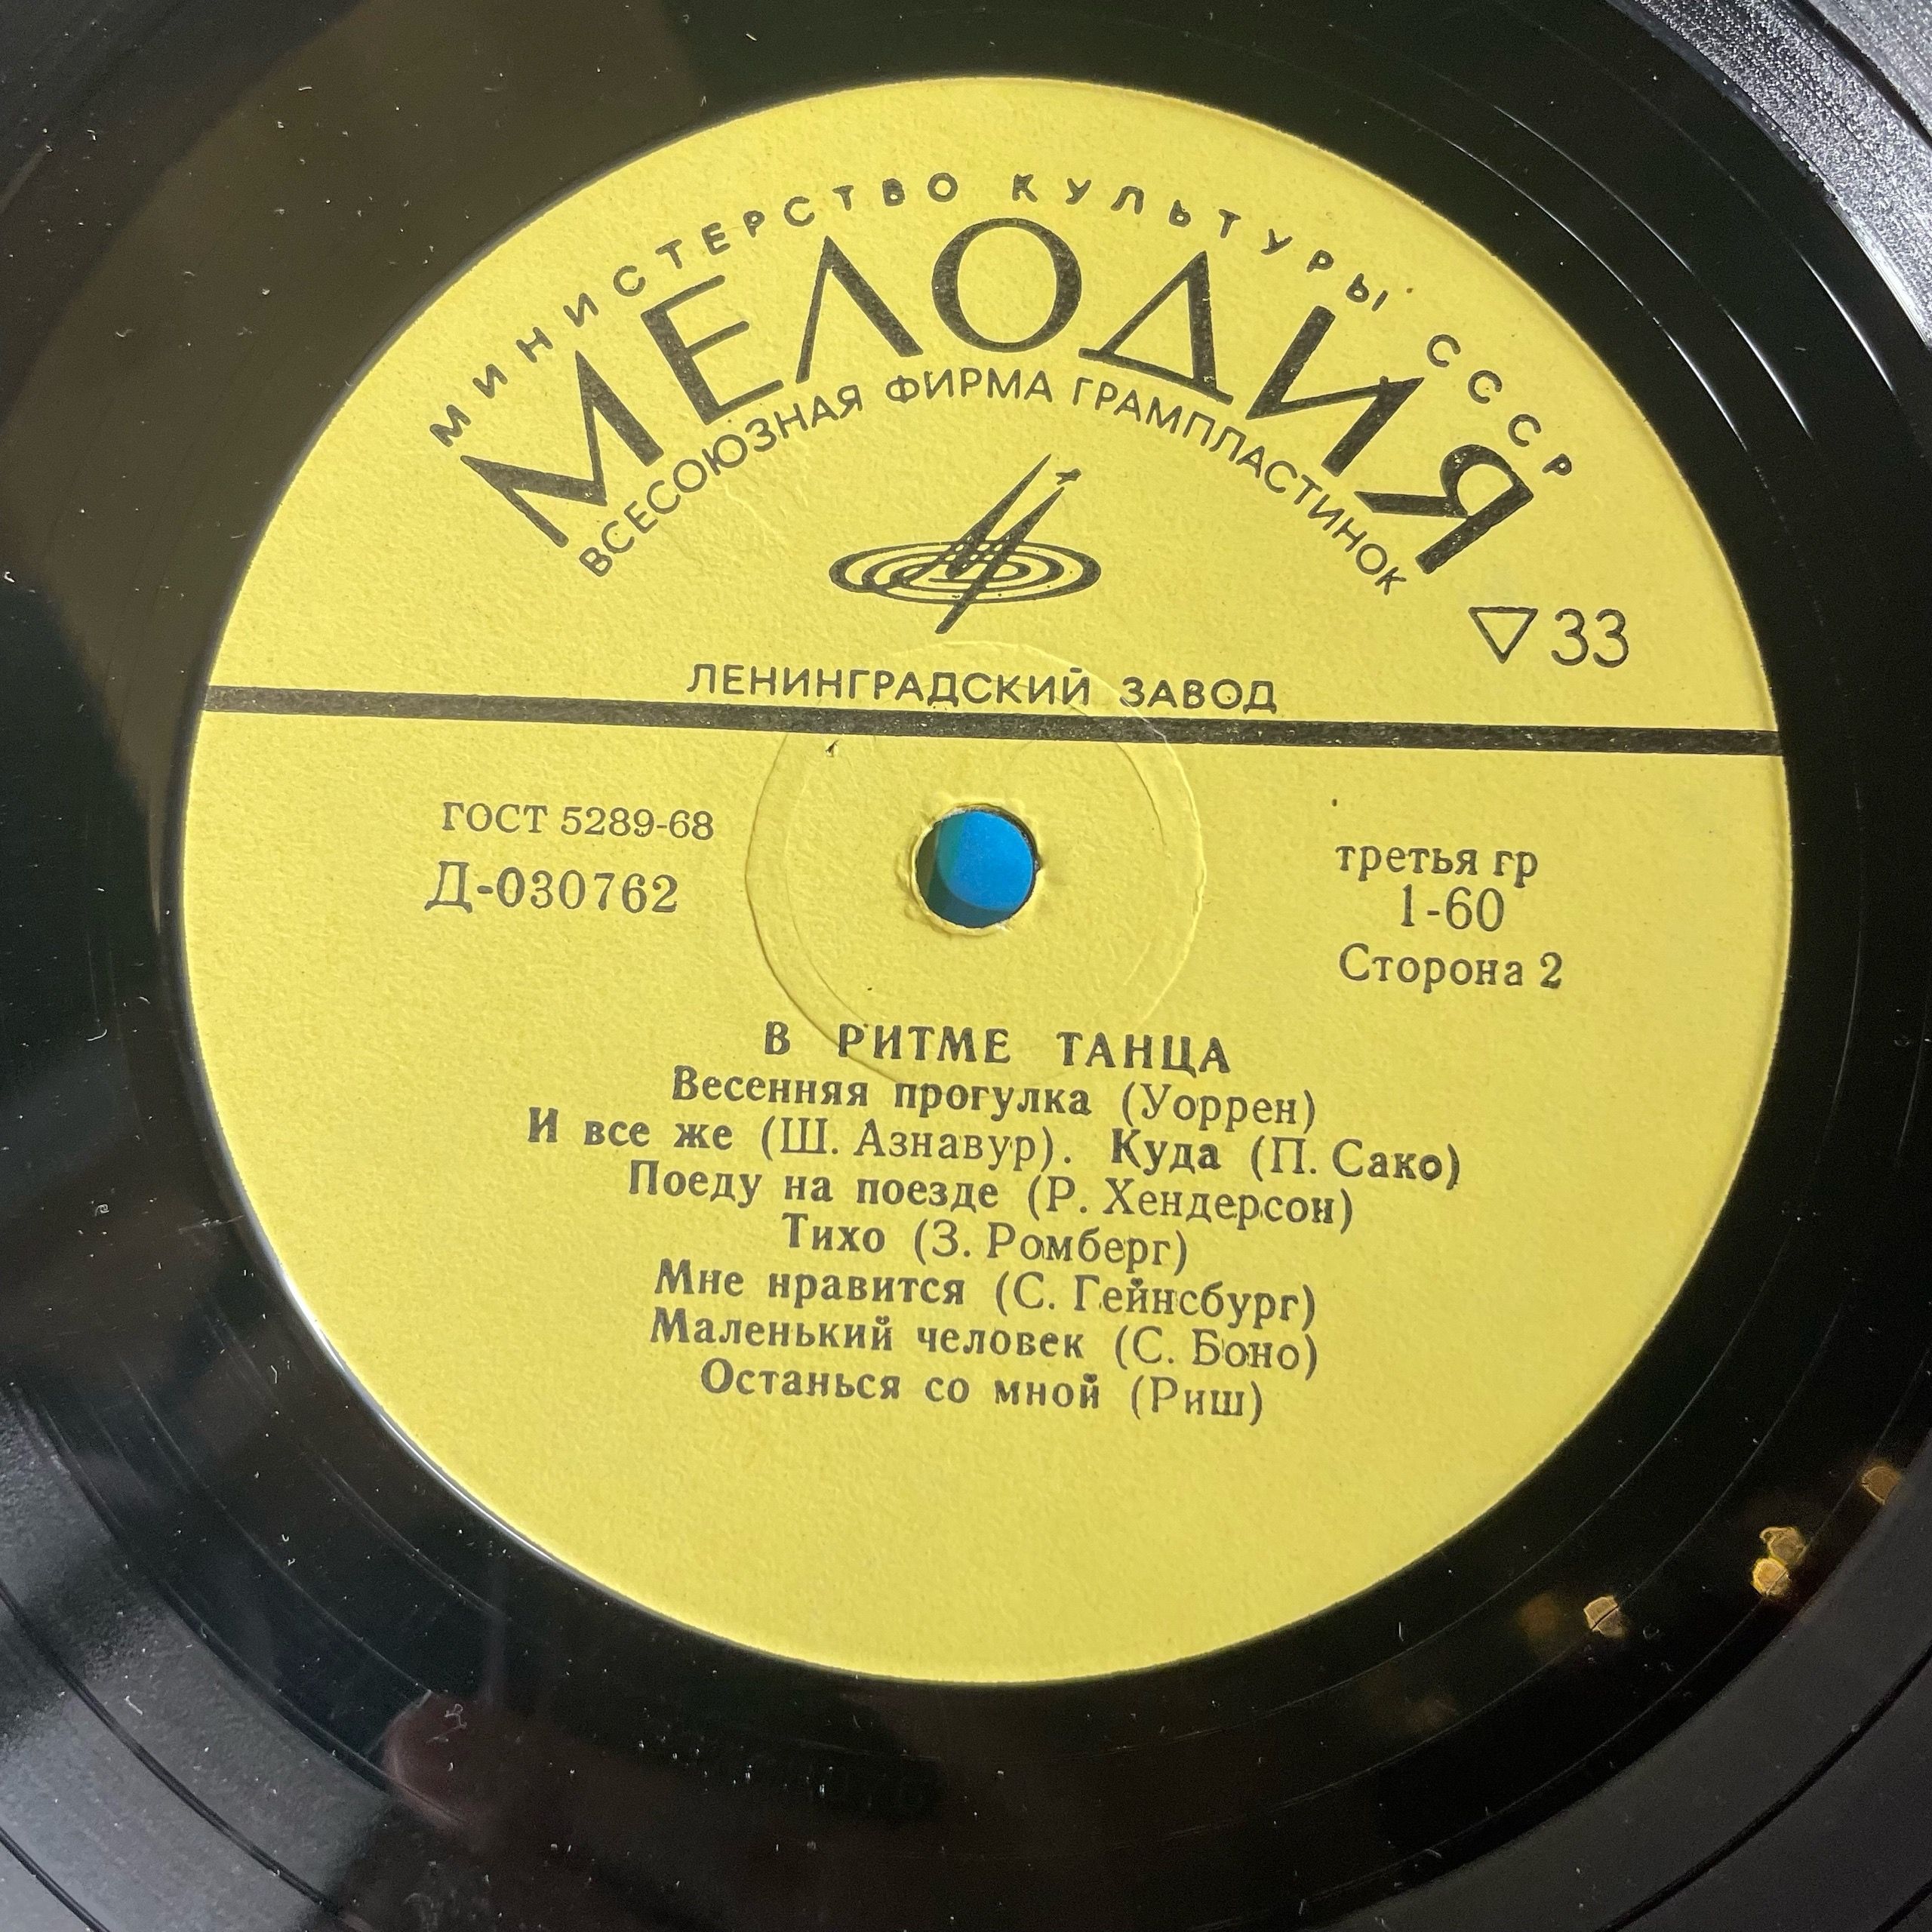 МИНИСТЕРСТВО КУЛЬТУРЫ СССР
МЕЛОДИЯ
ВСЕСОЮЗНАЯ ФИРМА ГРАМПЛАСТИНОК
▽33
ЛЕНИНГРАДСКИЙ ЗАВОД
ГОСТ 5289-68
Д-030762
третья гр
1-60
Сторона 2
В РИТМЕ ТАНЦА
Весенняя прогулка (Уоррен)
И все же (Ш. Азнавур). Куда (П. Сако)
Поеду на поезде (Р. Хендерсон)
Тихо (З. Ромберг)
Мне нравится (С. Гейнсбург)
Маленький человек (С. Боно)
Останься со мной (Риш)